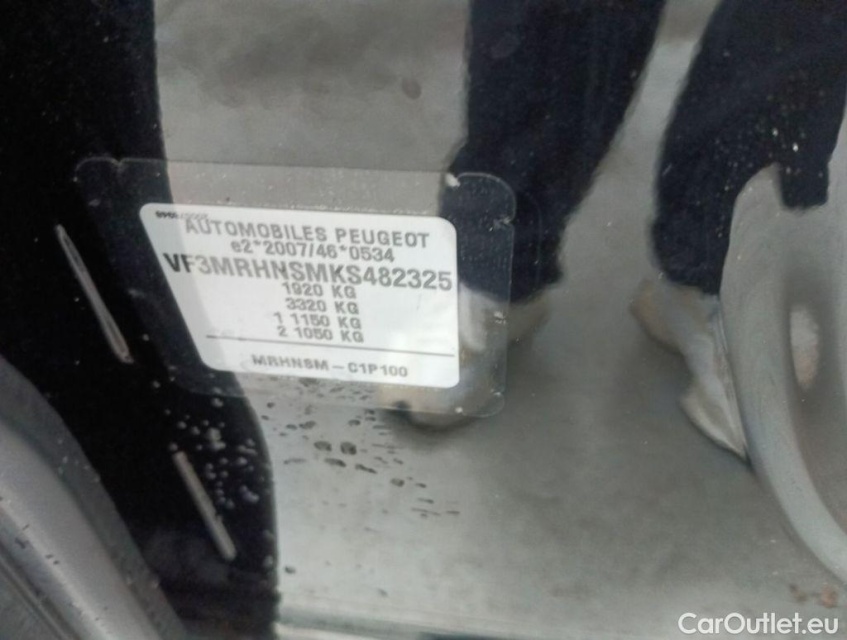 AUTOMOBILES PEUGEOT
e2*2007/46*0534
VF3MRHNSMKS482325
1920 KG
3320 KG
1 1150 KG
2 1050 KG
MRHNSM - C1P100
CarOutlet.eu